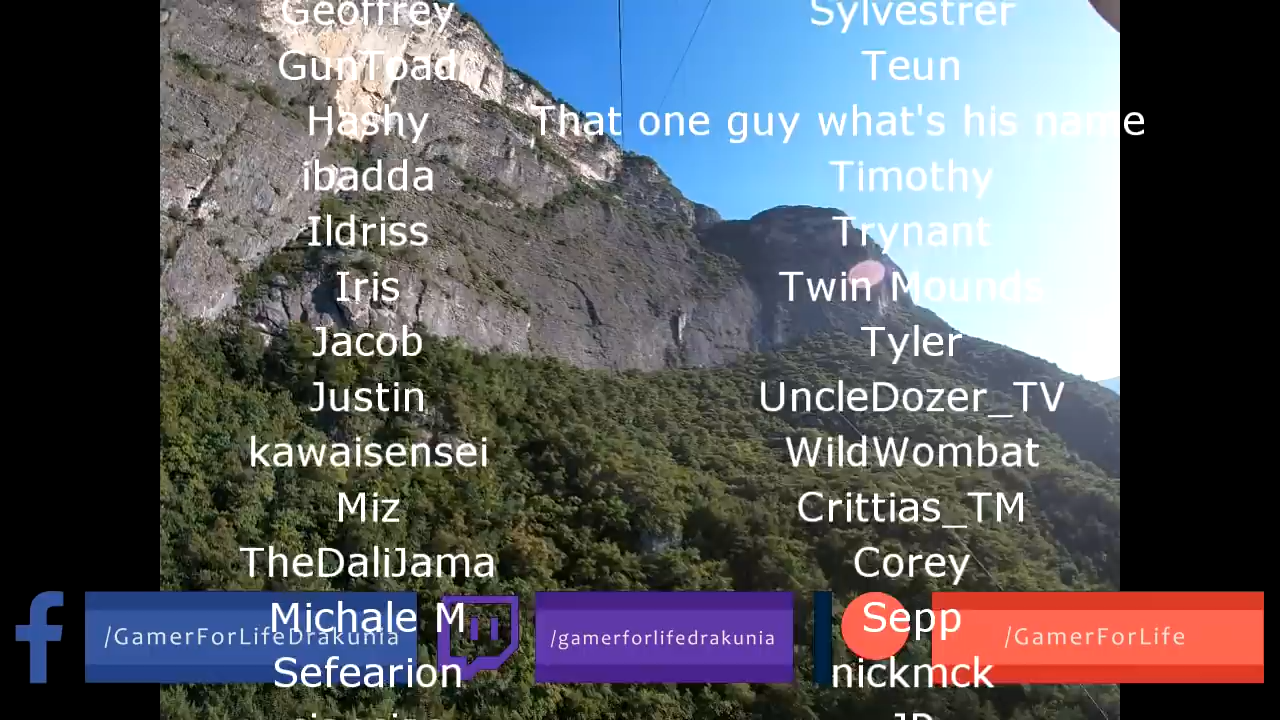 Geoffrey
GunToad
Hashy
ibadda
Ildriss
Iris
Jacob
Justin
kawaisensei
Miz
TheDaliJama
Michale M
Sefearion
Sylvestrer
Teun
That one guy what's his name
Timothy
Trynant
Twin Mounds
Tyler
UncleDozer_TV
WildWombat
Crittias_TM
Corey
Sepp
nickmck
JD
/GamerForLifeDrakunia
/gamerforlifedrakunia
/GamerForLife